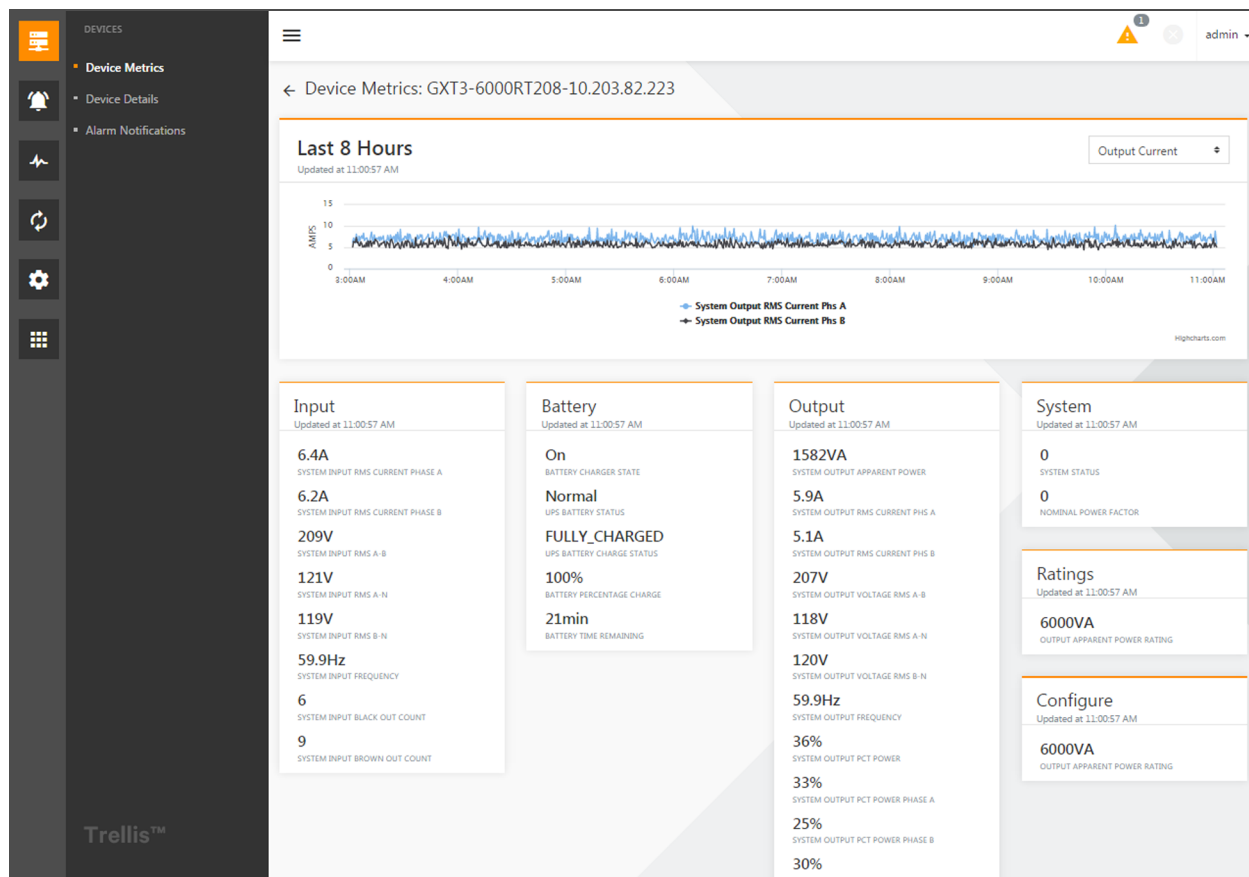 DEVICES
Device Metrics
Device Details
Alarm Notifications
Trellis™
1
admin
Device Metrics: GXT3-6000RT208-10.203.82.223
Last 8 Hours
Updated at 11:00:57 AM
Output Current
AMPS
15
10
5
0
3:00AM 4:00AM 5:00AM 6:00AM 7:00AM 8:00AM 9:00AM 10:00AM 11:00AM
System Output RMS Current Phs A
System Output RMS Current Phs B
Highcharts.com
Input
Updated at 11:00:57 AM
6.4A
SYSTEM INPUT RMS CURRENT PHASE A
6.2A
SYSTEM INPUT RMS CURRENT PHASE B
209V
SYSTEM INPUT RMS A-B
121V
SYSTEM INPUT RMS A-N
119V
SYSTEM INPUT RMS B-N
59.9Hz
SYSTEM INPUT FREQUENCY
6
SYSTEM INPUT BLACK OUT COUNT
9
SYSTEM INPUT BROWN OUT COUNT
Battery
Updated at 11:00:57 AM
On
BATTERY CHARGER STATE
Normal
UPS BATTERY STATUS
FULLY_CHARGED
UPS BATTERY CHARGE STATUS
100%
BATTERY PERCENTAGE CHARGE
21min
BATTERY TIME REMAINING
Output
Updated at 11:00:57 AM
1582VA
SYSTEM OUTPUT APPARENT POWER
5.9A
SYSTEM OUTPUT RMS CURRENT PHS A
5.1A
SYSTEM OUTPUT RMS CURRENT PHS B
207V
SYSTEM OUTPUT VOLTAGE RMS A-B
118V
SYSTEM OUTPUT VOLTAGE RMS A-N
120V
SYSTEM OUTPUT VOLTAGE RMS B-N
59.9Hz
SYSTEM OUTPUT FREQUENCY
36%
SYSTEM OUTPUT PCT POWER
33%
SYSTEM OUTPUT PCT POWER PHASE A
25%
SYSTEM OUTPUT PCT POWER PHASE B
30%
System
Updated at 11:00:57 AM
0
SYSTEM STATUS
0
NOMINAL POWER FACTOR
Ratings
Updated at 11:00:57 AM
6000VA
OUTPUT APPARENT POWER RATING
Configure
Updated at 11:00:57 AM
6000VA
OUTPUT APPARENT POWER RATING